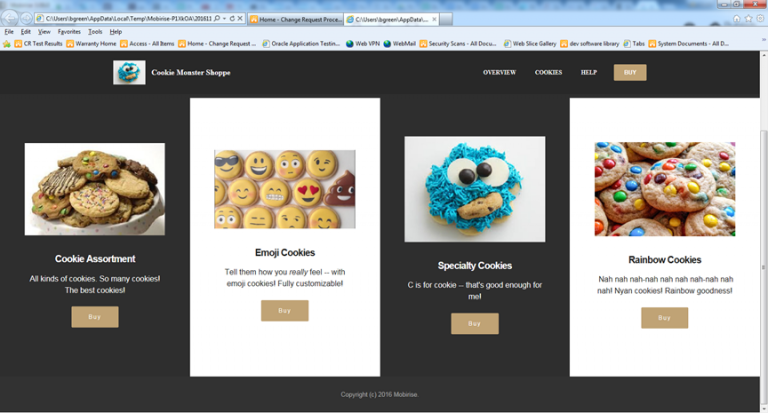 C:\Users\bgreen\AppData\Local\Temp\Mobirise-P1JkOA\201611
Home - Change Request Proce...
C:\Users\bgreen\AppData\...
File Edit View Favorites Tools Help
CR Test Results Warranty Home Access - All Items Home - Change Request ... Oracle Application Testing... Web VPN WebMail Security Scans - All Docu... Web Slice Gallery dev software library Tabs System Documents - All D...
Cookie Monster Shoppe
OVERVIEW COOKIES HELP BUY
Cookie Assortment
All kinds of cookies. So many cookies!
The best cookies!
Buy
Emoji Cookies
Tell them how you really feel -- with
emoji cookies! Fully customizable!
Buy
Specialty Cookies
C is for cookie -- that's good enough for
me!
Buy
Rainbow Cookies
Nah nah nah-nah nah nah nah-nah nah
nah! Nyan cookies! Rainbow goodness!
Buy
Copyright (c) 2016 Mobirise.